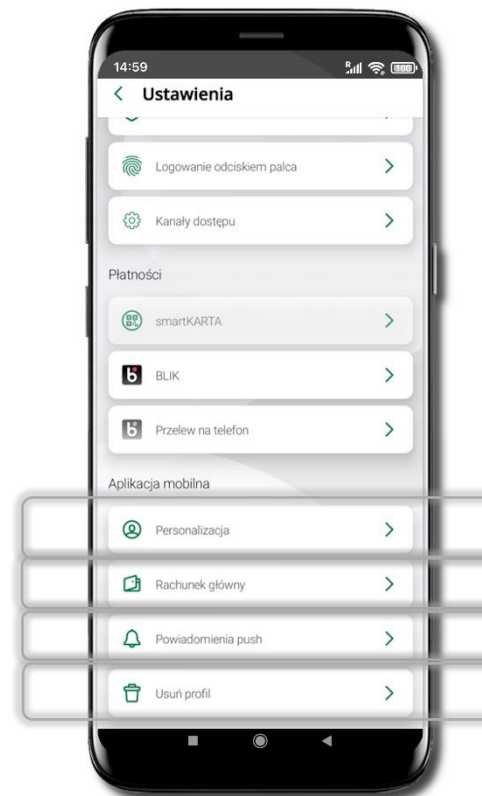 14:59
R
100
Ustawienia
Logowanie odciskiem palca
Kanały dostępu
Płatności
smartKARTA
BLIK
Przelew na telefon
Aplikacja mobilna
Personalizacja
Rachunek główny
Powiadomienia push
Usuń profil